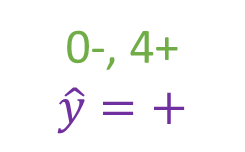 0-, 4+
ŷ = +